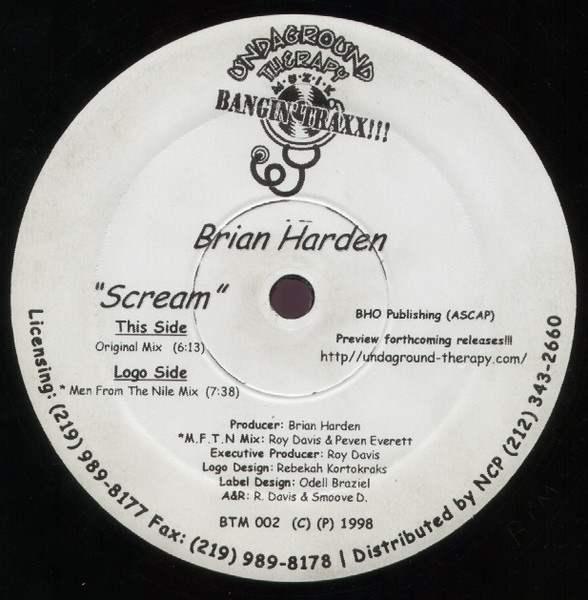 UNDAGROUND
THERAPY
M·U·Z·I·K
BANGIN' TRAXX!!!
Brian Harden
"Scream"
This Side
Original Mix (6:13)
Logo Side
* Men From The Nile Mix (7:38)
BHO Publishing (ASCAP)
Preview forthcoming releases!!!
http//undaground-therapy.com/
Producer: Brian Harden
*M.F.T.N Mix: Roy Davis & Peven Everett
Executive Producer: Roy Davis
Logo Design: Rebekah Kortokraks
Label Design: Odell Braziel
A&R: R. Davis & Smoove D.
BTM 002 (C) (P) 1998
Licensing: (219) 989-8177 Fax: (219) 989-8178 | Distributed by NCP (212) 343-2660
BTM